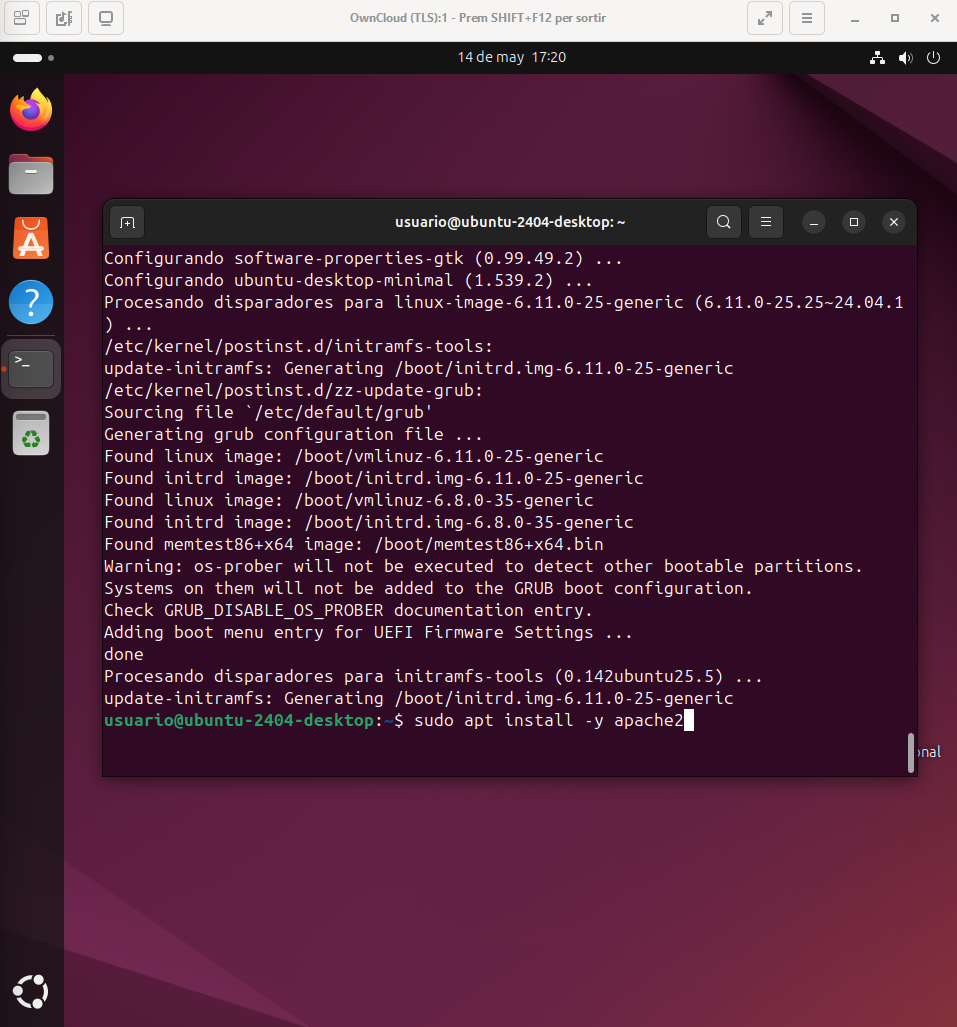 OwnCloud (TLS):1 - Prem SHIFT+F12 per sortir
14 de may 17:20
usuario@ubuntu-2404-desktop: ~
Configurando software-properties-gtk (0.99.49.2) ...
Configurando ubuntu-desktop-minimal (1.539.2) ...
Procesando disparadores para linux-image-6.11.0-25-generic (6.11.0-25.25~24.04.1
) ...
/etc/kernel/postinst.d/initramfs-tools:
update-initramfs: Generating /boot/initrd.img-6.11.0-25-generic
/etc/kernel/postinst.d/zz-update-grub:
Sourcing file `/etc/default/grub'
Generating grub configuration file ...
Found linux image: /boot/vmlinuz-6.11.0-25-generic
Found initrd image: /boot/initrd.img-6.11.0-25-generic
Found linux image: /boot/vmlinuz-6.8.0-35-generic
Found initrd image: /boot/initrd.img-6.8.0-35-generic
Found memtest86+x64 image: /boot/memtest86+x64.bin
Warning: os-prober will not be executed to detect other bootable partitions.
Systems on them will not be added to the GRUB boot configuration.
Check GRUB_DISABLE_OS_PROBER documentation entry.
Adding boot menu entry for UEFI Firmware Settings ...
done
Procesando disparadores para initramfs-tools (0.142ubuntu25.5) ...
update-initramfs: Generating /boot/initrd.img-6.11.0-25-generic
usuario@ubuntu-2404-desktop:~$ sudo apt install -y apache2